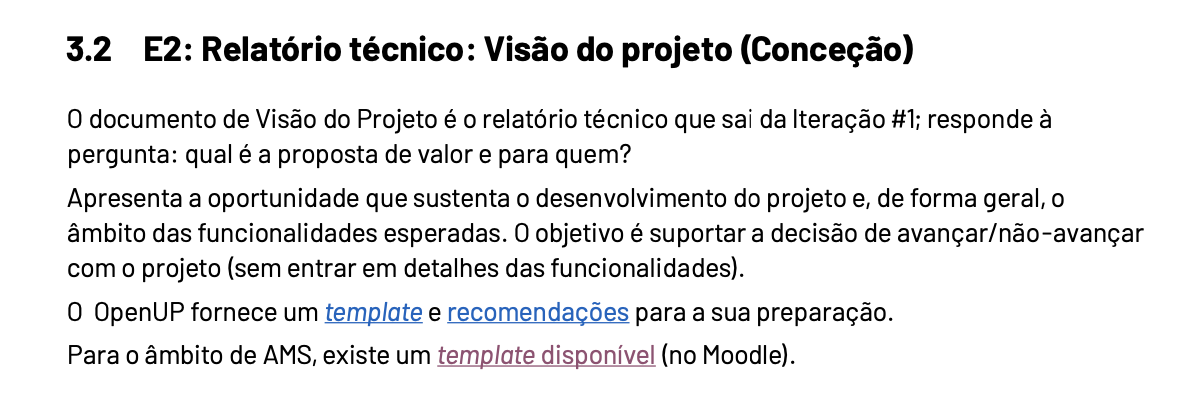 3.2 E2: Relatório técnico: Visão do projeto (Conceção)
O documento de Visão do Projeto é o relatório técnico que sai da Iteração #1; responde à
pergunta: qual é a proposta de valor e para quem?
Apresenta a oportunidade que sustenta o desenvolvimento do projeto e, de forma geral, o
âmbito das funcionalidades esperadas. O objetivo é suportar a decisão de avançar/não-avançar
com o projeto (sem entrar em detalhes das funcionalidades).
O OpenUP fornece um template e recomendações para a sua preparação.
Para o âmbito de AMS, existe um template disponível (no Moodle).